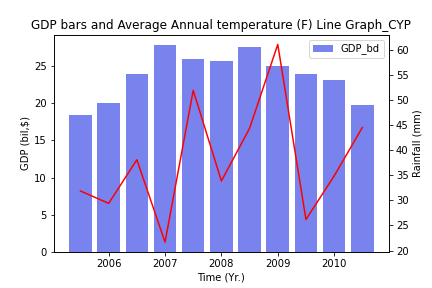 GDP bars and Average Annual temperature (F) Line Graph_CYP
GDP_bd
GDP (bil,$)
25
20
15
10
5
0
60
55
50
45
40
35
30
25
20
Rainfall (mm)
2006 2007 2008 2009 2010
Time (Yr.)